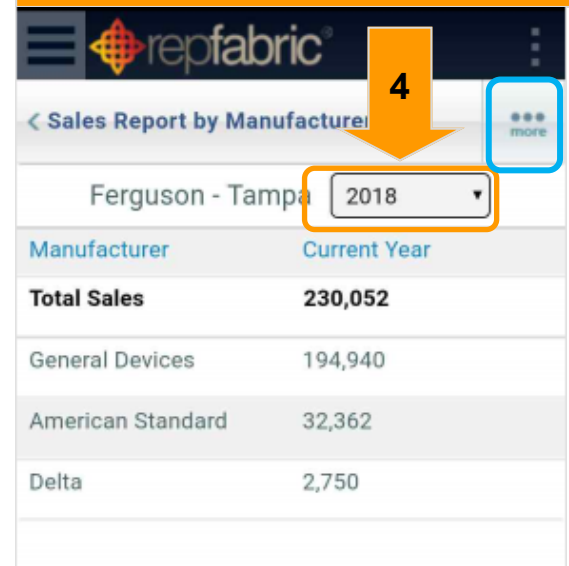 repfabric®
4
< Sales Report by Manufacturer
more
Ferguson - Tampa 2018
Manufacturer Current Year
Total Sales 230,052
General Devices 194,940
American Standard 32,362
Delta 2,750